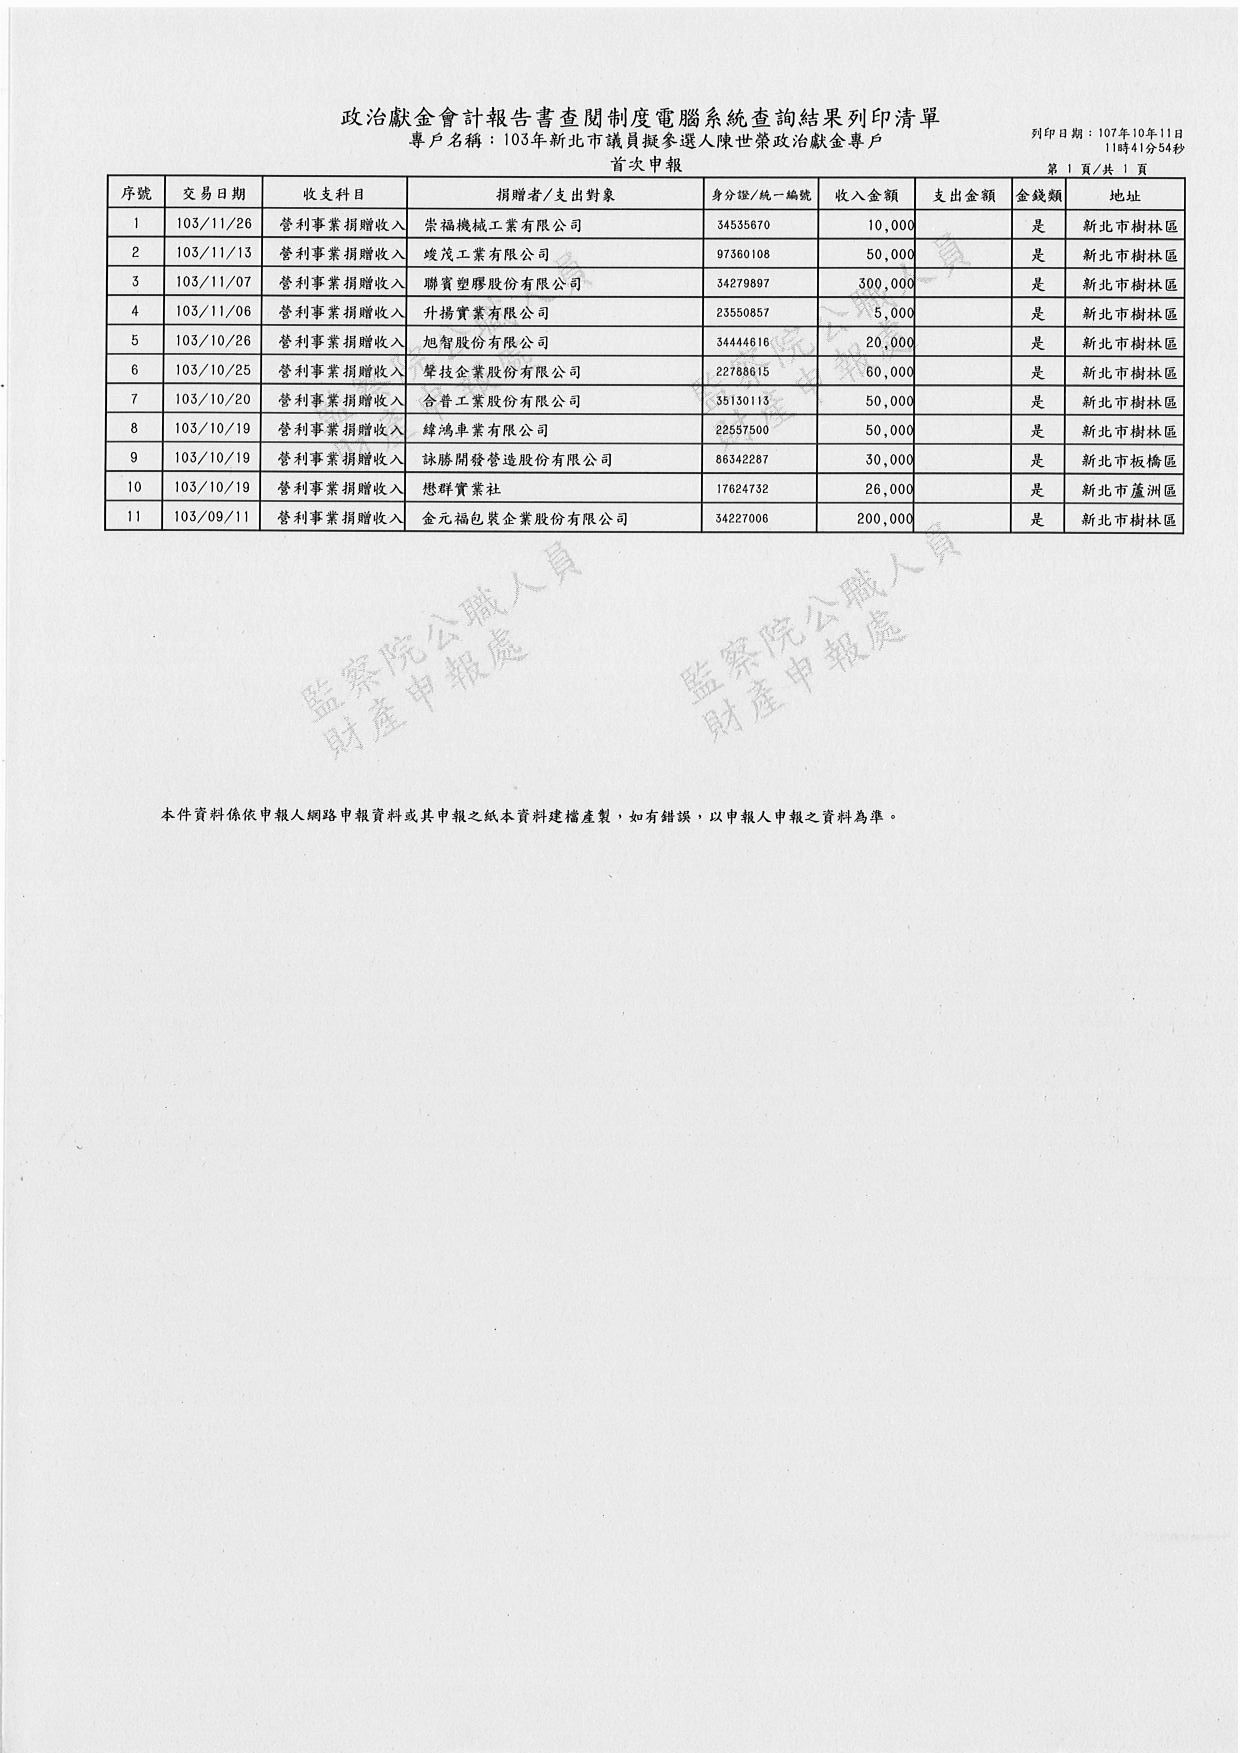 政治獻金會計報告書查閱制度電腦系統查詢結果列印清單
專戶名稱：103年新北市議員擬參選人陳世榮政治獻金專戶
列印日期：107年10年11日
11時41分54秒
首次申報
第 1 頁/共 1 頁
序號 交易日期 收支科目 捐贈者/支出對象 身分證/統一編號 收入金額 支出金額 金錢類 地址
1 103/11/26 營利事業捐贈收入 崇福機械工業有限公司 34535670 10,000 是 新北市樹林區
2 103/11/13 營利事業捐贈收入 竣茂工業有限公司 97360108 50,000 是 新北市樹林區
3 103/11/07 營利事業捐贈收入 聯賓塑膠股份有限公司 34279897 300,000 是 新北市樹林區
4 103/11/06 營利事業捐贈收入 升揚實業有限公司 23550857 5,000 是 新北市樹林區
5 103/10/26 營利事業捐贈收入 旭智股份有限公司 34444616 20,000 是 新北市樹林區
6 103/10/25 營利事業捐贈收入 聲技企業股份有限公司 22788615 60,000 是 新北市樹林區
7 103/10/20 營利事業捐贈收入 合普工業股份有限公司 35130113 50,000 是 新北市樹林區
8 103/10/19 營利事業捐贈收入 緯鴻車業有限公司 22557500 50,000 是 新北市樹林區
9 103/10/19 營利事業捐贈收入 詠勝開發營造股份有限公司 86342287 30,000 是 新北市板橋區
10 103/10/19 營利事業捐贈收入 懋群實業社 17624732 26,000 是 新北市蘆洲區
11 103/09/11 營利事業捐贈收入 金元福包裝企業股份有限公司 34227006 200,000 是 新北市樹林區
監察院公職人員
財產申報處
監察院公職人員
財產申報處
監察院公職人員
財產申報處
監察院公職人員
財產申報處
本件資料係依申報人網路申報資料或其申報之紙本資料建檔產製，如有錯誤，以申報人申報之資料為準。